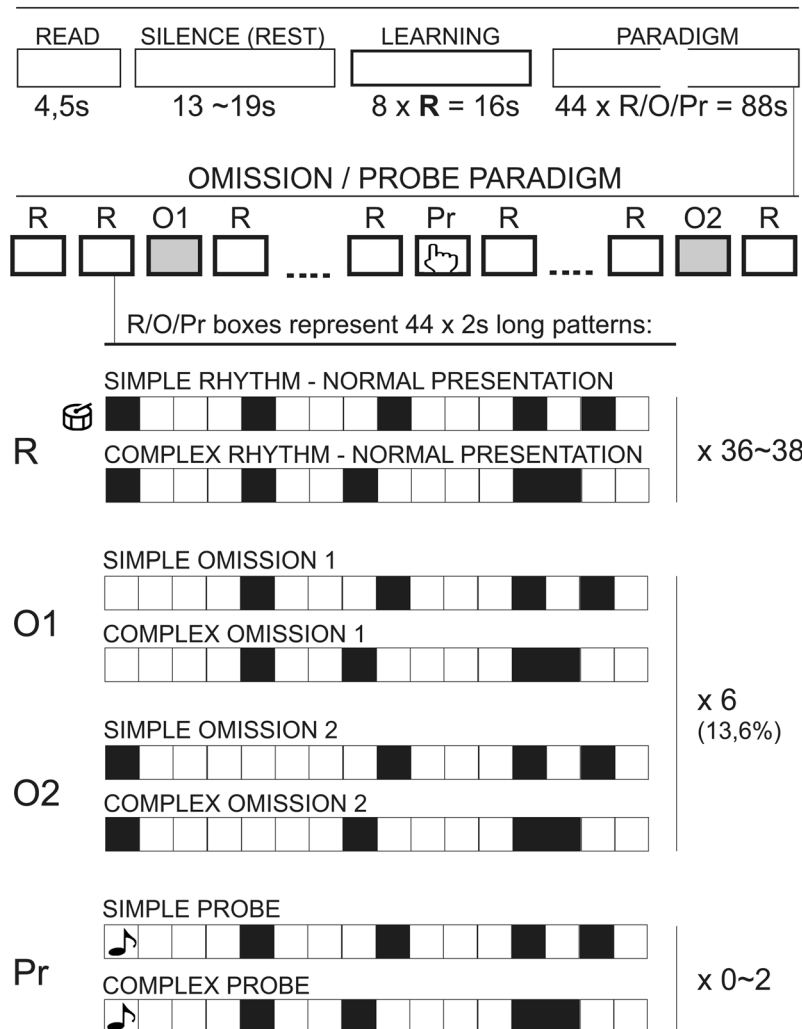 READ SILENCE (REST) LEARNING PARADIGM
4,5s 13 ~19s 8 x R = 16s 44 x R/O/Pr = 88s
OMISSION / PROBE PARADIGM
R R O1 R R Pr R R O2 R
.... ....
R/O/Pr boxes represent 44 x 2s long patterns:
SIMPLE RHYTHM - NORMAL PRESENTATION
R
COMPLEX RHYTHM - NORMAL PRESENTATION
x 36~38
SIMPLE OMISSION 1
O1
COMPLEX OMISSION 1
SIMPLE OMISSION 2
O2
COMPLEX OMISSION 2
x 6
(13,6%)
SIMPLE PROBE
Pr
COMPLEX PROBE
x 0~2